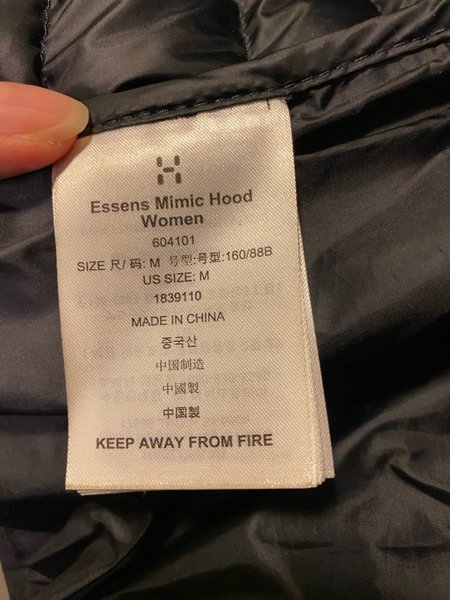 Essens Mimic Hood
Women
604101
SIZE 尺/码: M 号型:号型:160/88B
US SIZE: M
1839110
MADE IN CHINA
중국산
中国制造
中國製
中国製
KEEP AWAY FROM FIRE